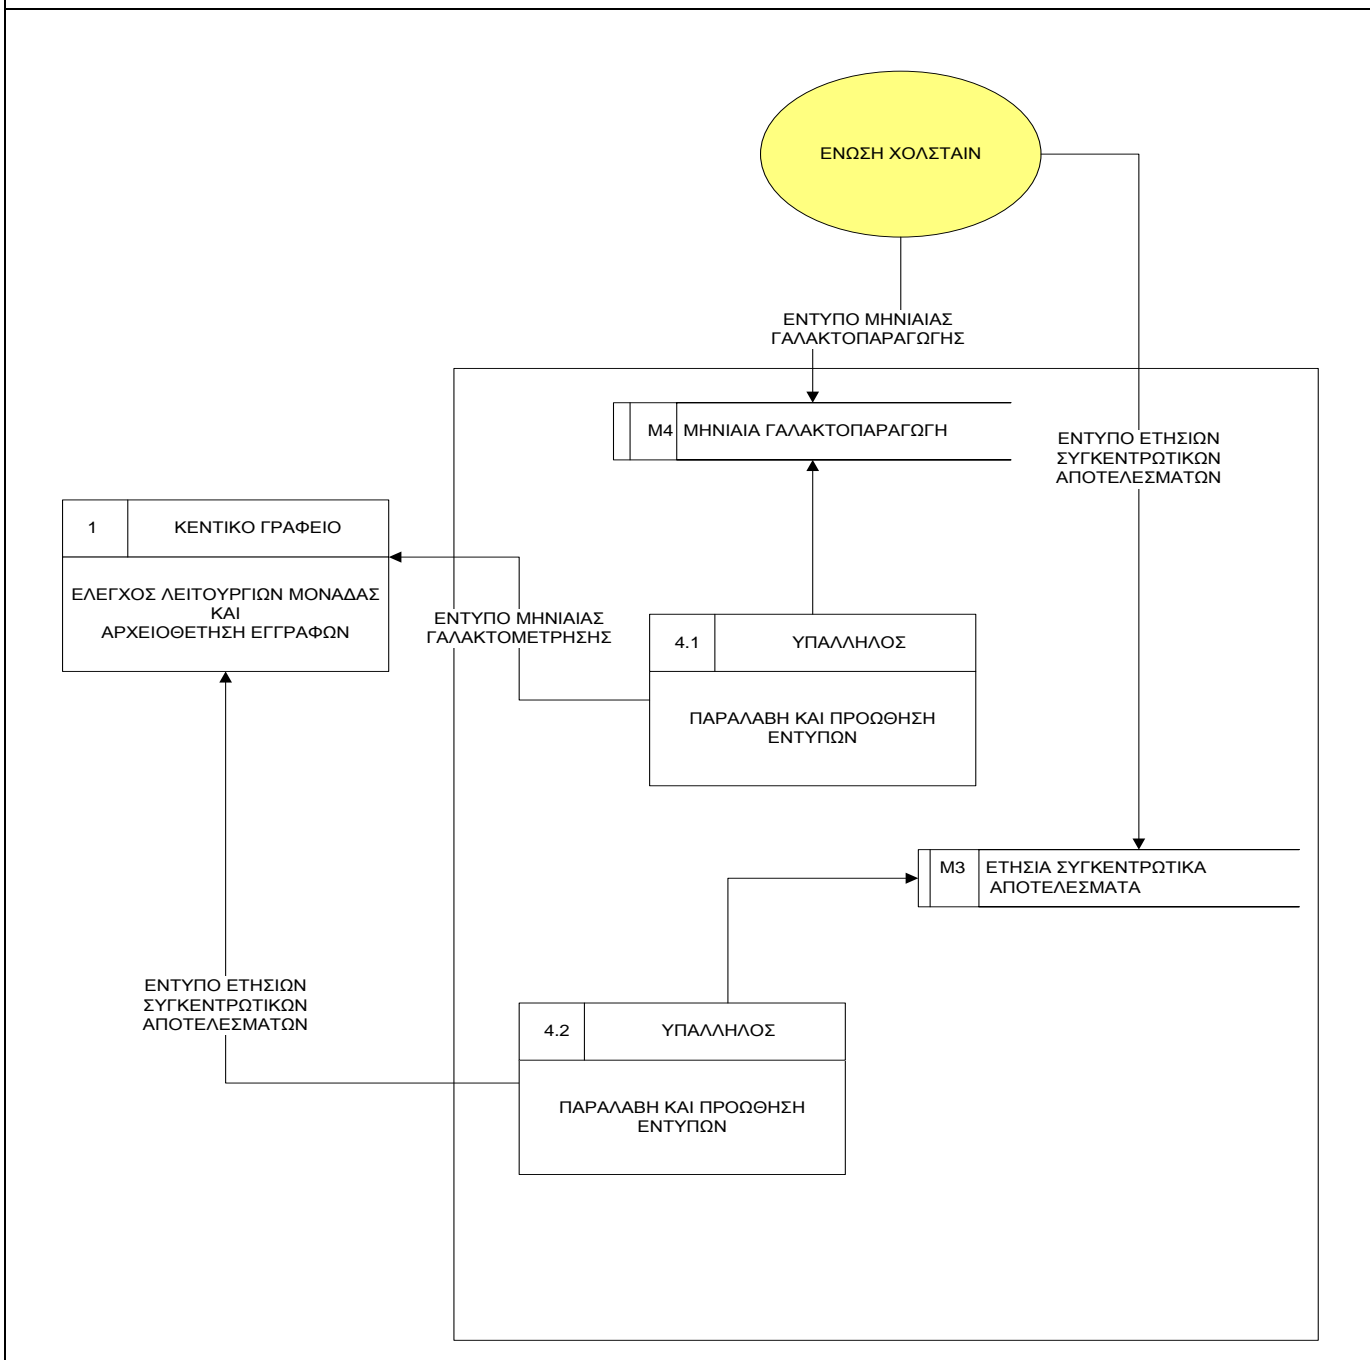 ΕΝΩΣΗ ΧΟΛΣΤΑΙΝ
ΕΝΤΥΠΟ ΜΗΝΙΑΙΑΣ
ΓΑΛΑΚΤΟΠΑΡΑΓΩΓΗΣ
Μ4 ΜΗΝΙΑΙΑ ΓΑΛΑΚΤΟΠΑΡΑΓΩΓΗ
ΕΝΤΥΠΟ ΕΤΗΣΙΩΝ
ΣΥΓΚΕΝΤΡΩΤΙΚΩΝ
ΑΠΟΤΕΛΕΣΜΑΤΩΝ
1 ΚΕΝΤΙΚΟ ΓΡΑΦΕΙΟ
ΕΛΕΓΧΟΣ ΛΕΙΤΟΥΡΓΙΩΝ ΜΟΝΑΔΑΣ
ΚΑΙ
ΑΡΧΕΙΟΘΕΤΗΣΗ ΕΓΓΡΑΦΩΝ
ΕΝΤΥΠΟ ΜΗΝΙΑΙΑΣ
ΓΑΛΑΚΤΟΜΕΤΡΗΣΗΣ
4.1 ΥΠΑΛΛΗΛΟΣ
ΠΑΡΑΛΑΒΗ ΚΑΙ ΠΡΟΩΘΗΣΗ
ΕΝΤΥΠΩΝ
Μ3 ΕΤΗΣΙΑ ΣΥΓΚΕΝΤΡΩΤΙΚΑ
ΑΠΟΤΕΛΕΣΜΑΤΑ
ΕΝΤΥΠΟ ΕΤΗΣΙΩΝ
ΣΥΓΚΕΝΤΡΩΤΙΚΩΝ
ΑΠΟΤΕΛΕΣΜΑΤΩΝ
4.2 ΥΠΑΛΛΗΛΟΣ
ΠΑΡΑΛΑΒΗ ΚΑΙ ΠΡΟΩΘΗΣΗ
ΕΝΤΥΠΩΝ